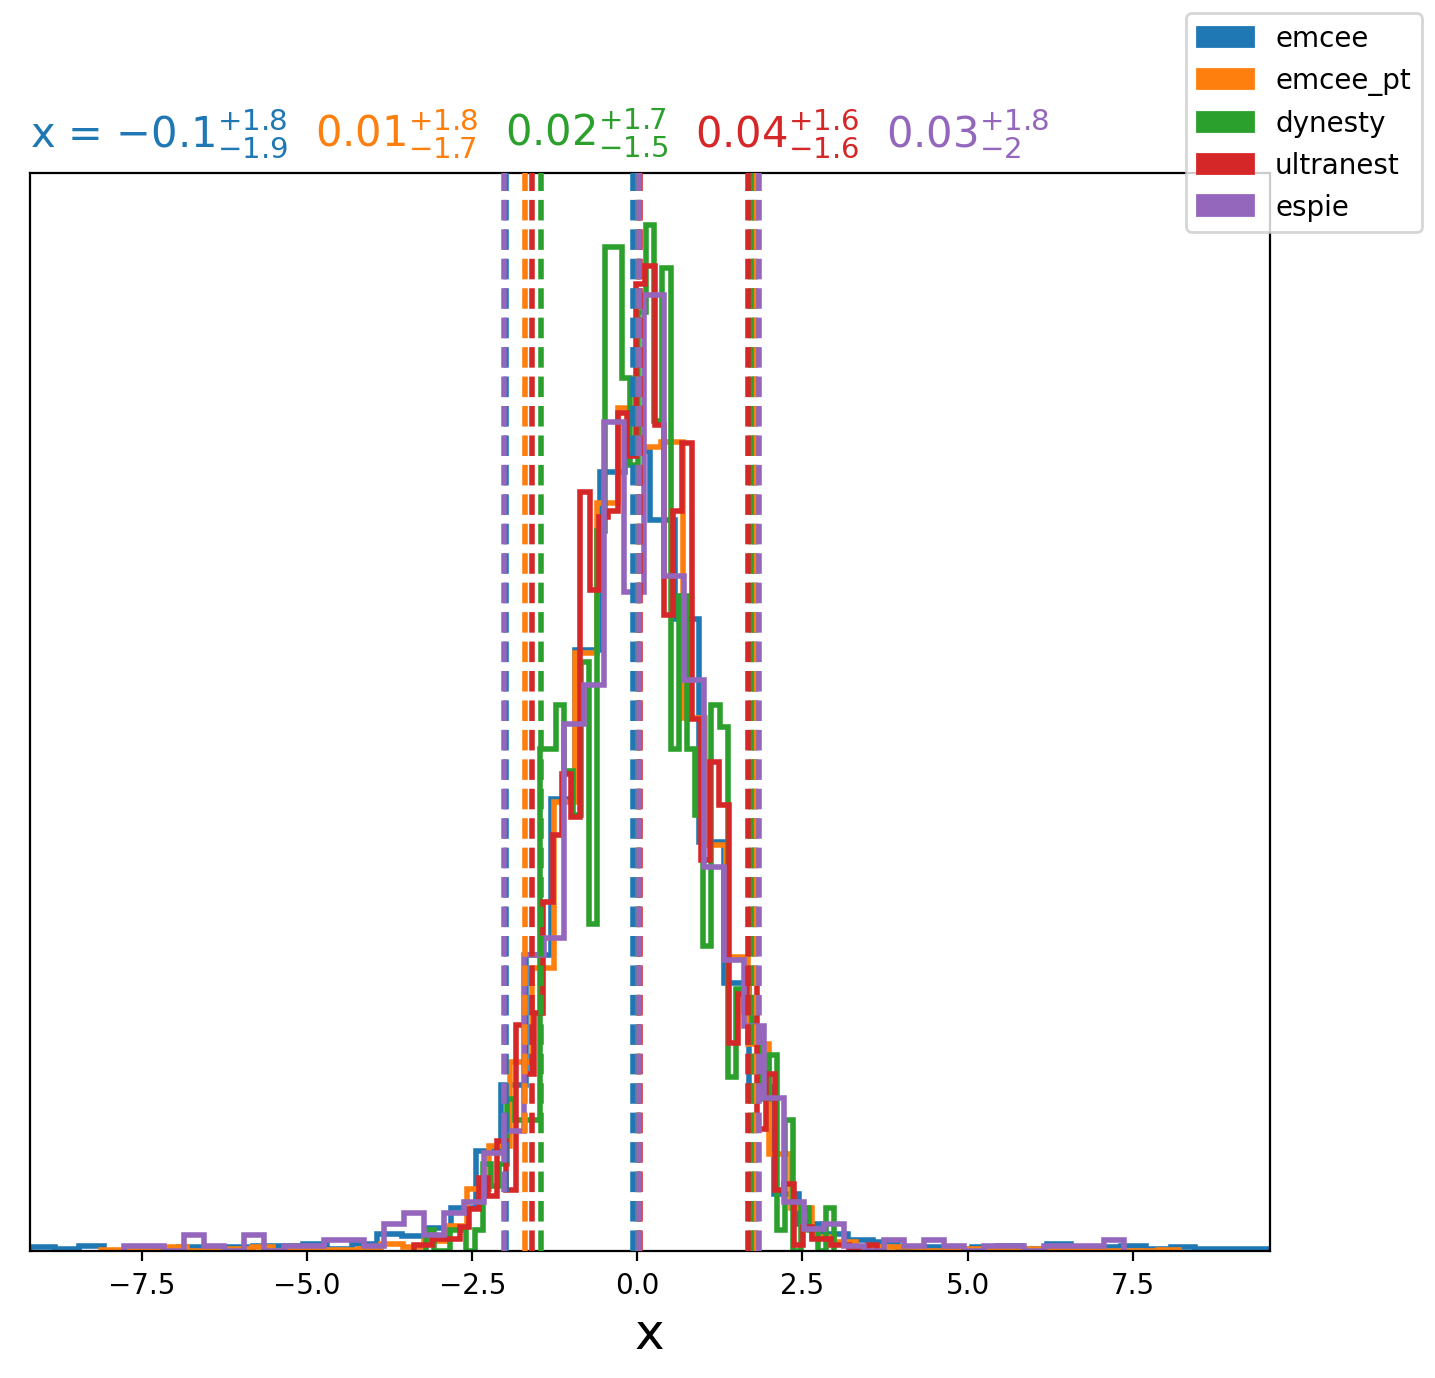 emcee
emcee_pt
dynesty
ultranest
espie
x = −0.1 +1.8 −1.9 0.01 +1.8 −1.7 0.02 +1.7 −1.5 0.04 +1.6 −1.6 0.03 +1.8 −2
−7.5 −5.0 −2.5 0.0 2.5 5.0 7.5
x